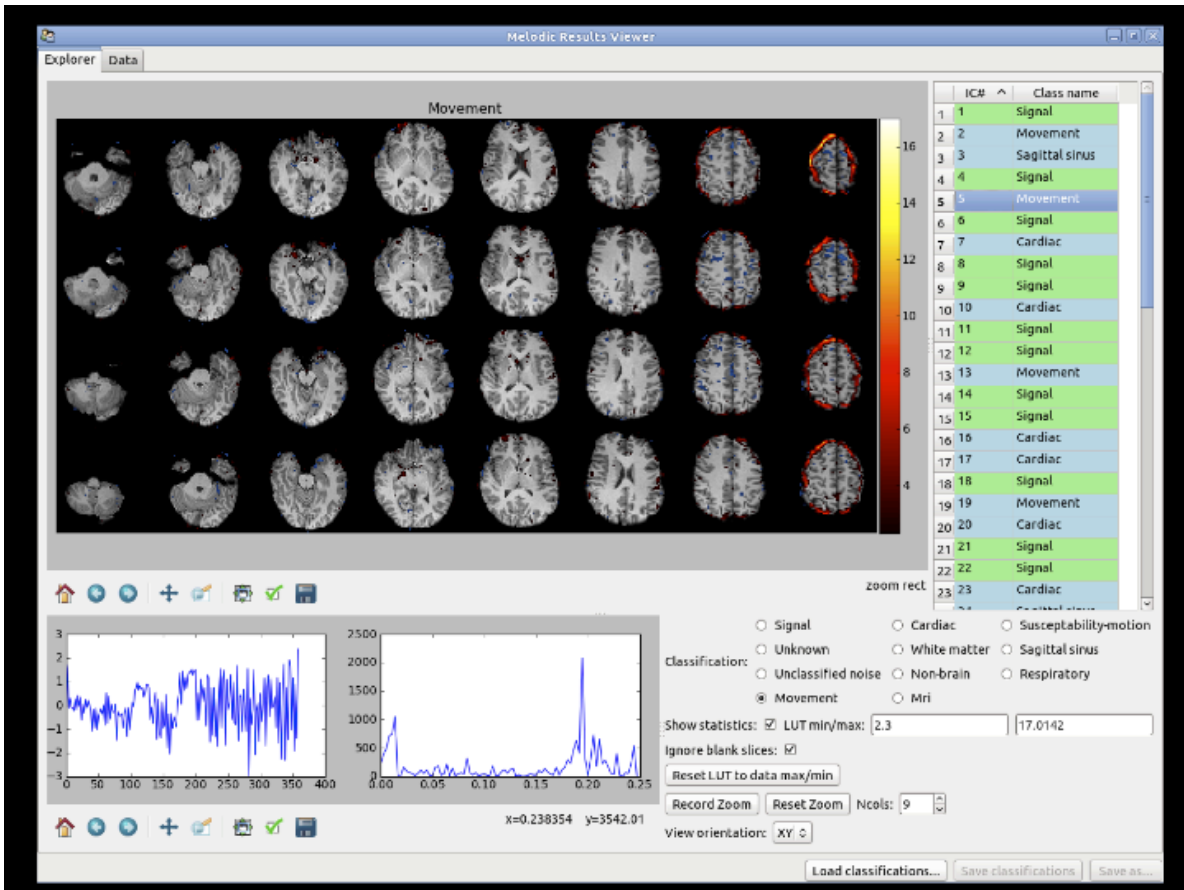 Melodic Results Viewer
Explorer Data
Movement
16
14
12
10
8
6
4
IC# Class name
1 1 Signal
2 2 Movement
3 3 Sagittal sinus
4 4 Signal
5 5 Movement
6 6 Signal
7 7 Cardiac
8 8 Signal
9 9 Signal
10 10 Cardiac
11 11 Signal
12 12 Signal
13 13 Movement
14 14 Signal
15 15 Signal
16 16 Cardiac
17 17 Cardiac
18 18 Signal
19 19 Movement
20 20 Cardiac
21 21 Signal
22 22 Signal
23 23 Cardiac
zoom rect
3
2
1
0
−1
−2
−3
0 50 100 150 200 250 300 350 400
2500
2000
1500
1000
500
0
0.00 0.05 0.10 0.15 0.20 0.25
x=0.238354 y=3542.01
Classification:
Signal Cardiac Susceptability-motion
Unknown White matter Sagittal sinus
Unclassified noise Non-brain Respiratory
Movement Mri
Show statistics: LUT min/max: 2.3 17.0142
Ignore blank slices:
Reset LUT to data max/min
Record Zoom Reset Zoom Ncols: 9
View orientation: XY
Load classifications... Save classifications Save as...